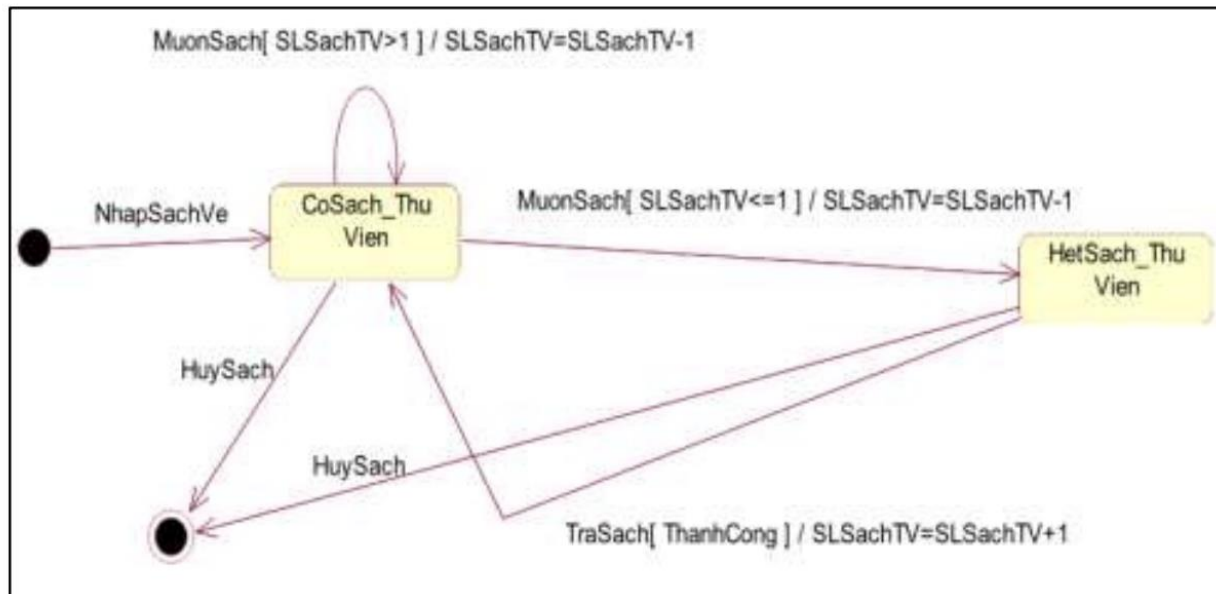 MuonSach[ SLSachTV>1 ] / SLSachTV=SLSachTV-1
NhapSachVe
CoSach_Thu
Vien
MuonSach[ SLSachTV<=1 ] / SLSachTV=SLSachTV-1
HetSach_Thu
Vien
HuySach
HuySach
TraSach[ ThanhCong ] / SLSachTV=SLSachTV+1